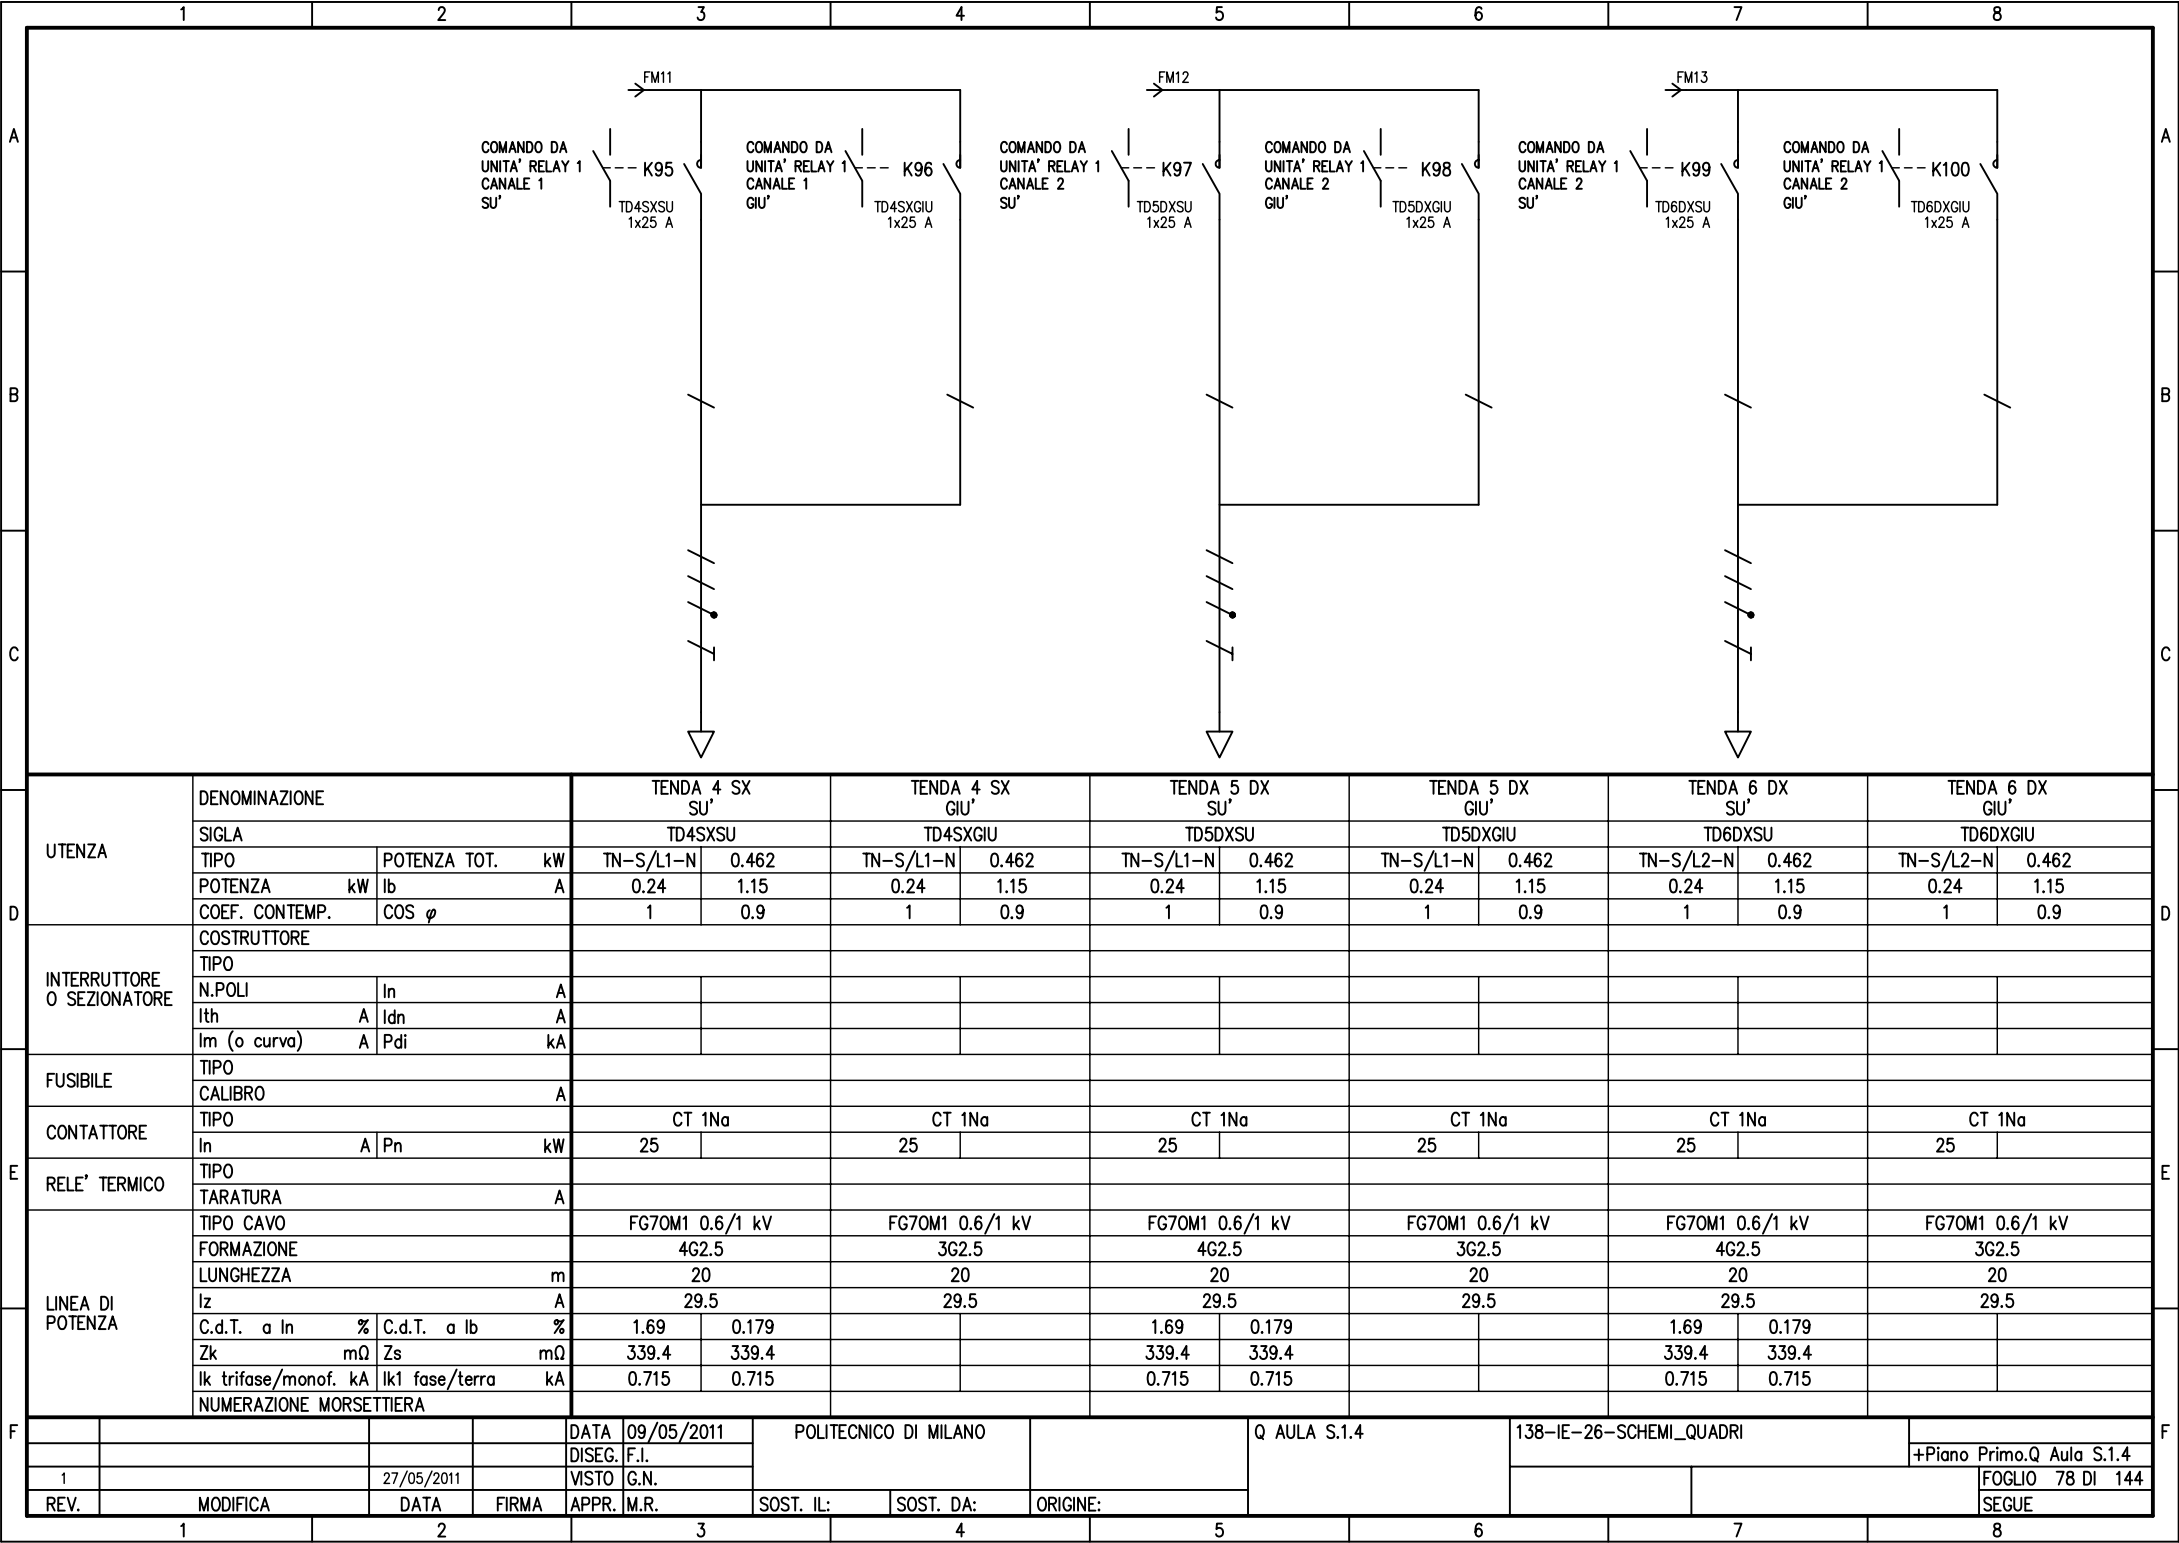 1 2 3 4 5 6 7 8
FM11 FM12 FM13
A A
COMANDO DA
UNITA' RELAY 1
CANALE 1
SU'
K95
TD4SXSU
1x25 A
COMANDO DA
UNITA' RELAY 1
CANALE 1
GIU'
K96
TD4SXGIU
1x25 A
COMANDO DA
UNITA' RELAY 1
CANALE 2
SU'
K97
TD5DXSU
1x25 A
COMANDO DA
UNITA' RELAY 1
CANALE 2
GIU'
K98
TD5DXGIU
1x25 A
COMANDO DA
UNITA' RELAY 1
CANALE 2
SU'
K99
TD6DXSU
1x25 A
COMANDO DA
UNITA' RELAY 1
CANALE 2
GIU'
K100
TD6DXGIU
1x25 A
B B
C C
D D
E E
F F
UTENZA
DENOMINAZIONE
TENDA 4 SX SU' TENDA 4 SX GIU' TENDA 5 DX SU' TENDA 5 DX GIU' TENDA 6 DX SU' TENDA 6 DX GIU'
SIGLA TD4SXSU TD4SXGIU TD5DXSU TD5DXGIU TD6DXSU TD6DXGIU
TIPO POTENZA TOT. kW TN-S/L1-N 0.462 TN-S/L1-N 0.462 TN-S/L1-N 0.462 TN-S/L1-N 0.462 TN-S/L2-N 0.462 TN-S/L2-N 0.462
POTENZA kW Ib A 0.24 1.15 0.24 1.15 0.24 1.15 0.24 1.15 0.24 1.15 0.24 1.15
COEF. CONTEMP. COS φ 1 0.9 1 0.9 1 0.9 1 0.9 1 0.9 1 0.9
INTERRUTTORE
O SEZIONATORE
COSTRUTTORE
TIPO
N.POLI In A
Ith A Idn A
Im (o curva) A Pdi kA
FUSIBILE
TIPO
CALIBRO A
CONTATTORE
TIPO CT 1Na CT 1Na CT 1Na CT 1Na CT 1Na CT 1Na
In A Pn kW 25 25 25 25 25 25
RELE' TERMICO
TIPO
TARATURA A
LINEA DI
POTENZA
TIPO CAVO FG7OM1 0.6/1 kV FG7OM1 0.6/1 kV FG7OM1 0.6/1 kV FG7OM1 0.6/1 kV FG7OM1 0.6/1 kV FG7OM1 0.6/1 kV
FORMAZIONE 4G2.5 3G2.5 4G2.5 3G2.5 4G2.5 3G2.5
LUNGHEZZA m 20 20 20 20 20 20
Iz A 29.5 29.5 29.5 29.5 29.5 29.5
C.d.T. a In % C.d.T. a Ib % 1.69 0.179 1.69 0.179 1.69 0.179
Zk mΩ Zs mΩ 339.4 339.4 339.4 339.4 339.4 339.4
Ik trifase/monof. kA Ik1 fase/terra kA 0.715 0.715 0.715 0.715 0.715 0.715
NUMERAZIONE MORSETTIERA
DATA 09/05/2011 POLITECNICO DI MILANO Q AULA S.1.4 138-IE-26-SCHEMI_QUADRI
DISEG. F.I. +Piano Primo.Q Aula S.1.4
1 27/05/2011 VISTO G.N. FOGLIO 78 DI 144
REV. MODIFICA DATA FIRMA APPR. M.R. SOST. IL: SOST. DA: ORIGINE: SEGUE
1 2 3 4 5 6 7 8